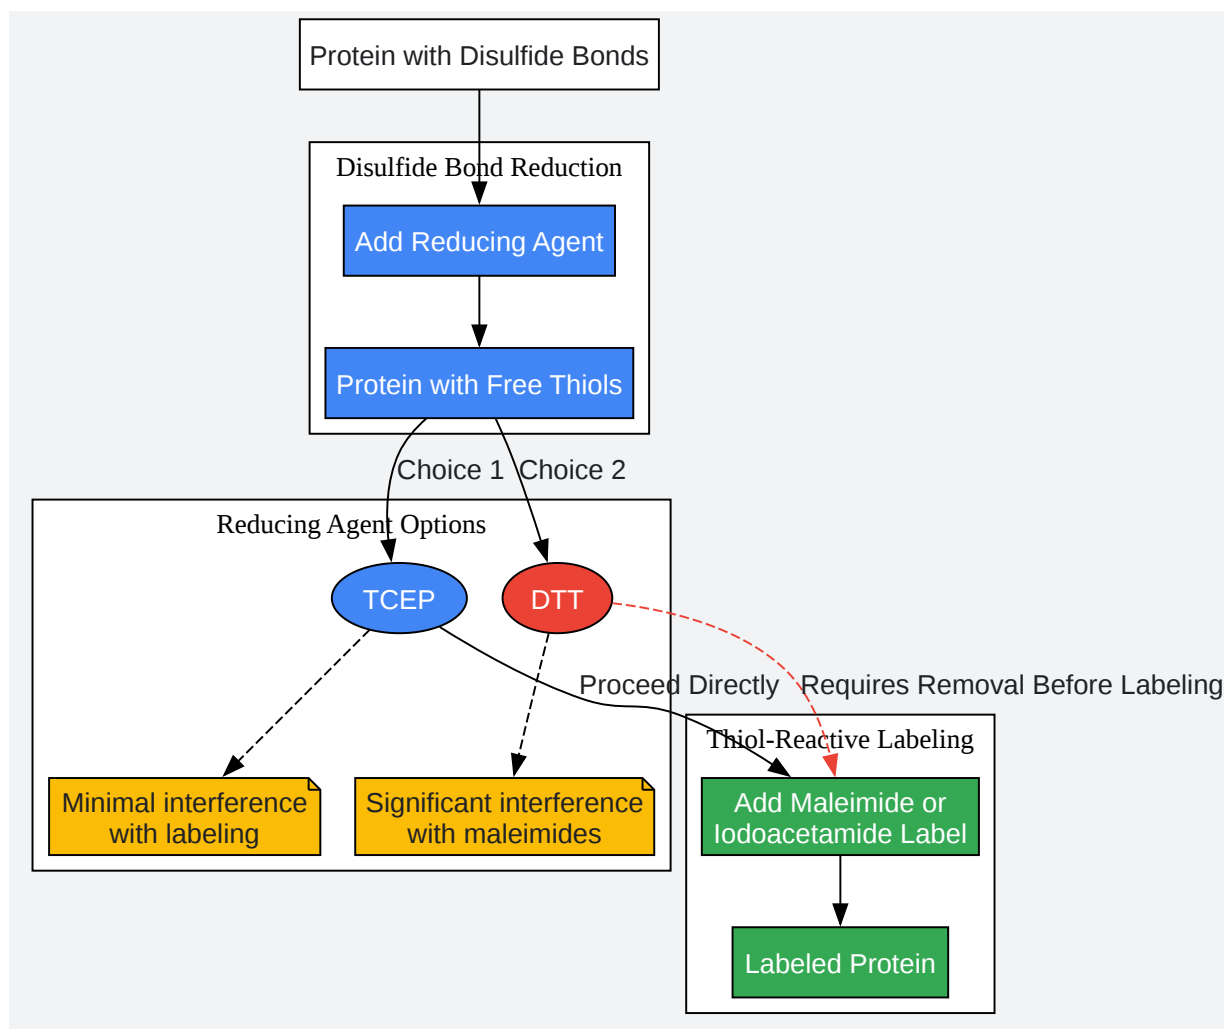 Protein with Disulfide Bonds
Disulfide Bond Reduction
Add Reducing Agent
Protein with Free Thiols
Choice 1
Choice 2
Reducing Agent Options
TCEP
DTT
Proceed Directly
Requires Removal Before Labeling
Thiol-Reactive Labeling
Minimal interference
with labeling
Significant interference
with maleimides
Add Maleimide or
Iodoacetamide Label
Labeled Protein